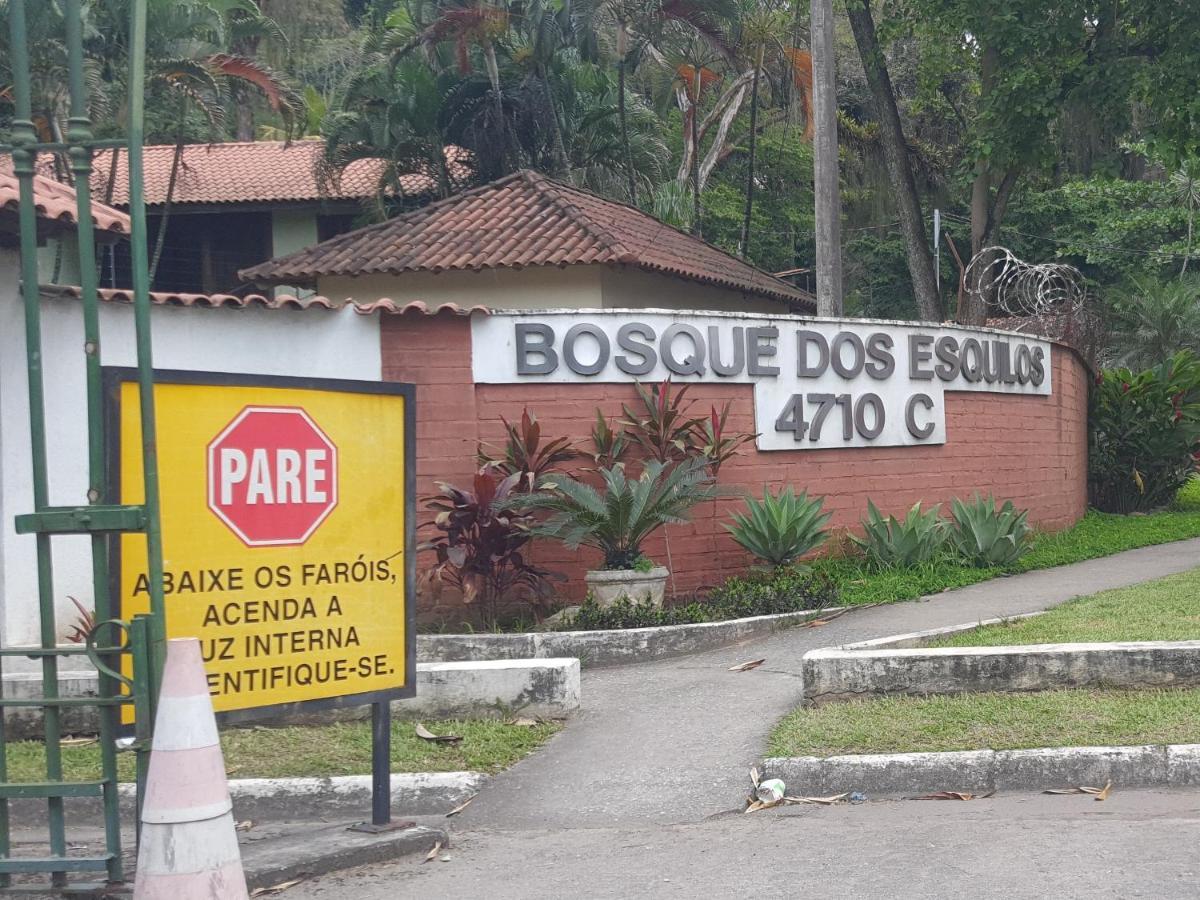 BOSQUE DOS ESQUILOS
4710 C
PARE
ABAIXE OS FARÓIS,
ACENDA A
UZ INTERNA
ENTIFIQUE-SE.